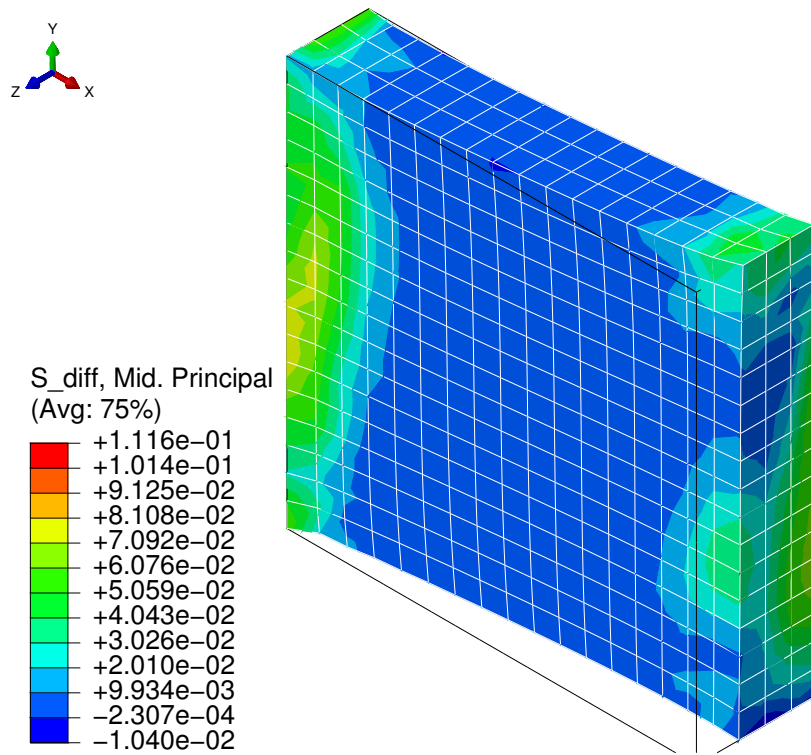 Y
Z
X
S_diff, Mid. Principal
(Avg: 75%)
+1.116e−01
+1.014e−01
+9.125e−02
+8.108e−02
+7.092e−02
+6.076e−02
+5.059e−02
+4.043e−02
+3.026e−02
+2.010e−02
+9.934e−03
−2.307e−04
−1.040e−02